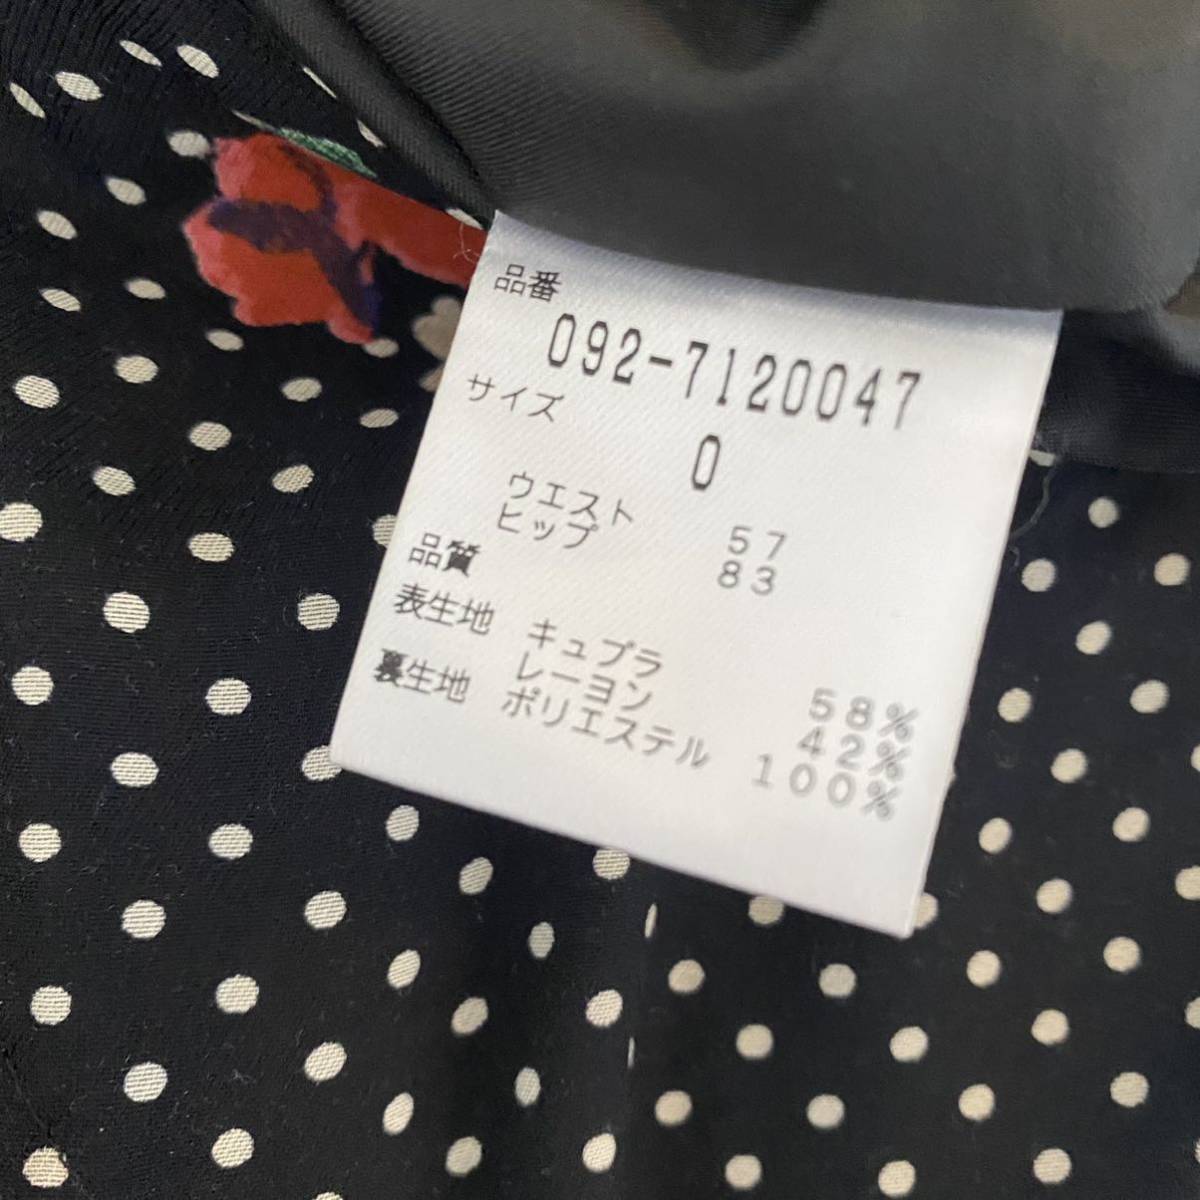 品番
092-7120047
サイズ
0
ウエスト 57
ヒップ 83
品質
表生地 キュプラ 58%
レーヨン 42%
裏生地 ポリエステル 100%